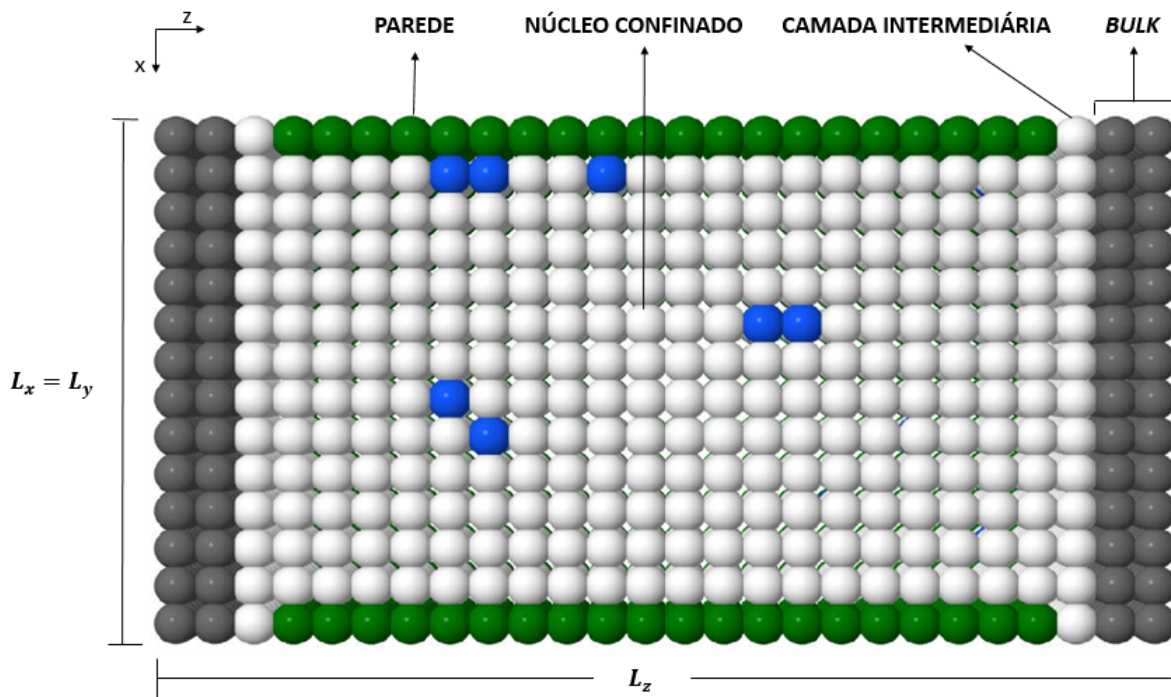 z
x
PAREDE
NÚCLEO CONFINADO
CAMADA INTERMEDIÁRIA
BULK
L_x = L_y
L_z